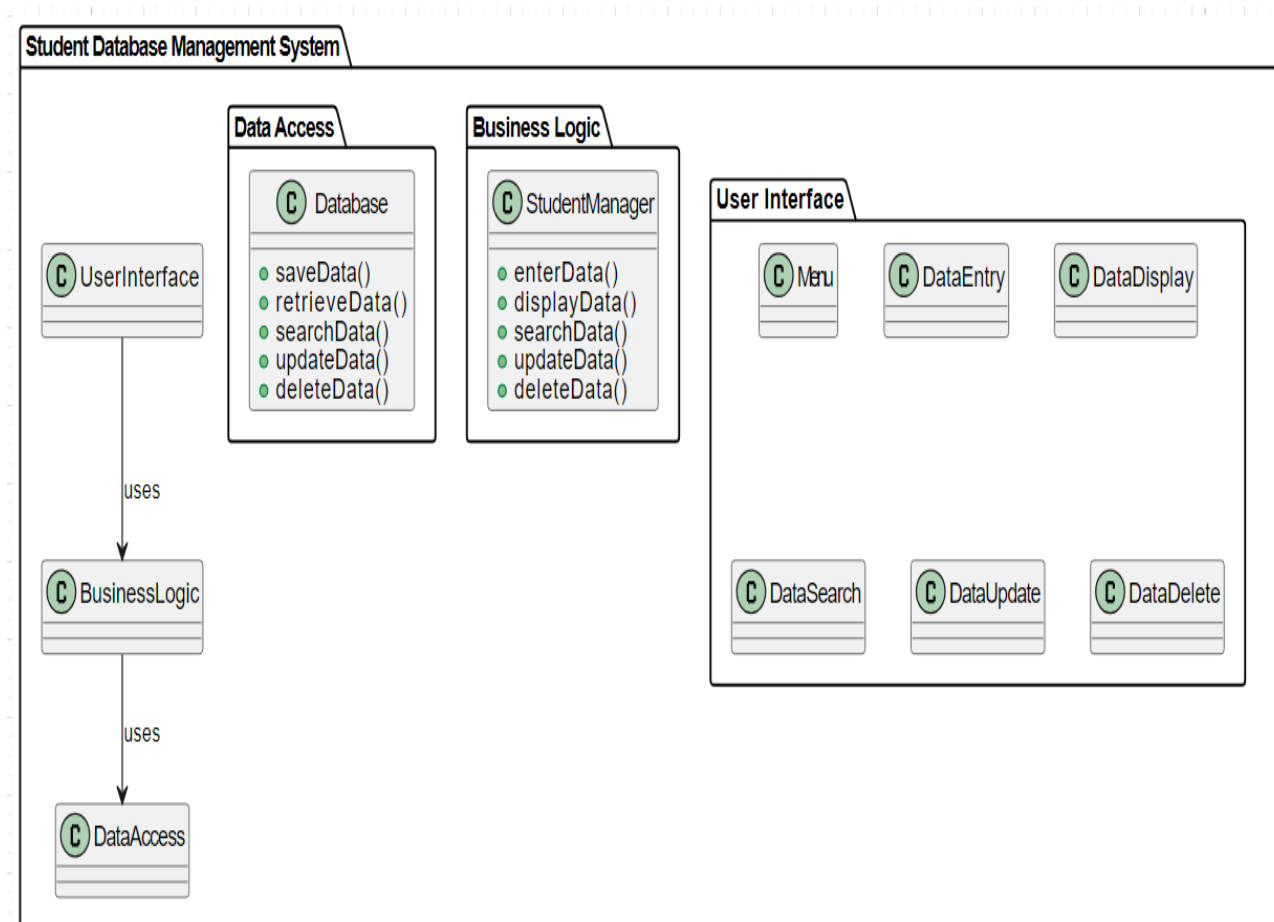 Student Database Management System
Data Access
Business Logic
User Interface
C Database
saveData()
retrieveData()
searchData()
updateData()
deleteData()
C StudentManager
enterData()
displayData()
searchData()
updateData()
deleteData()
C UserInterface
C Menu
C DataEntry
C DataDisplay
uses
C BusinessLogic
C DataSearch
C DataUpdate
C DataDelete
uses
C DataAccess